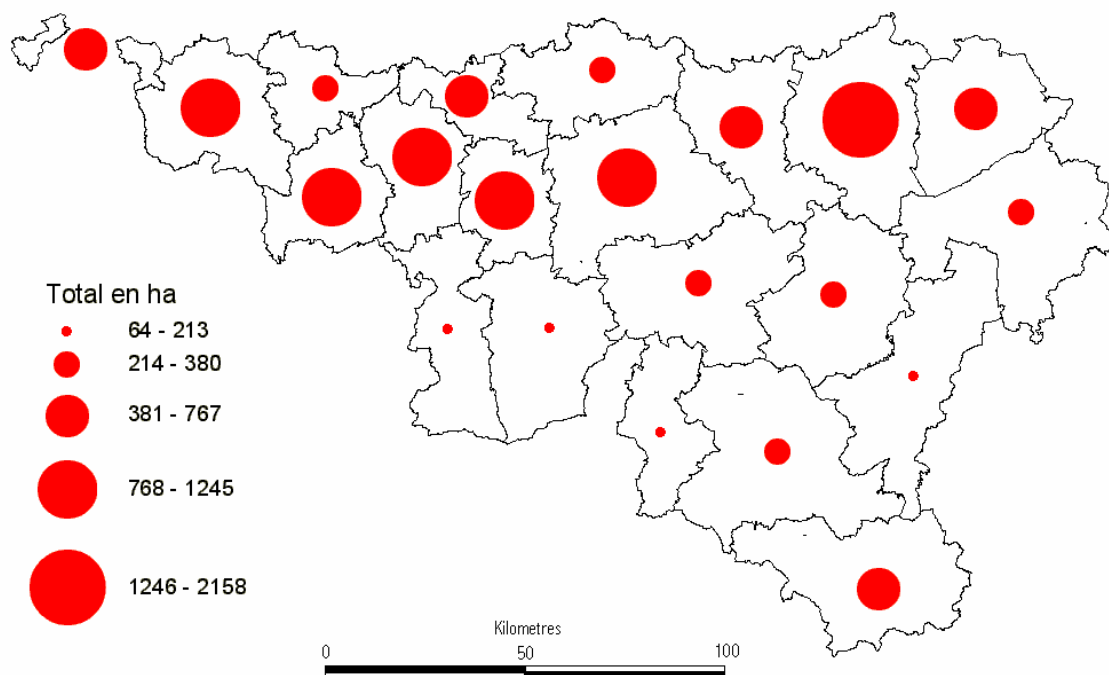 Total en ha
64 - 213
214 - 380
381 - 767
768 - 1245
1246 - 2158
Kilometres
0 50 100